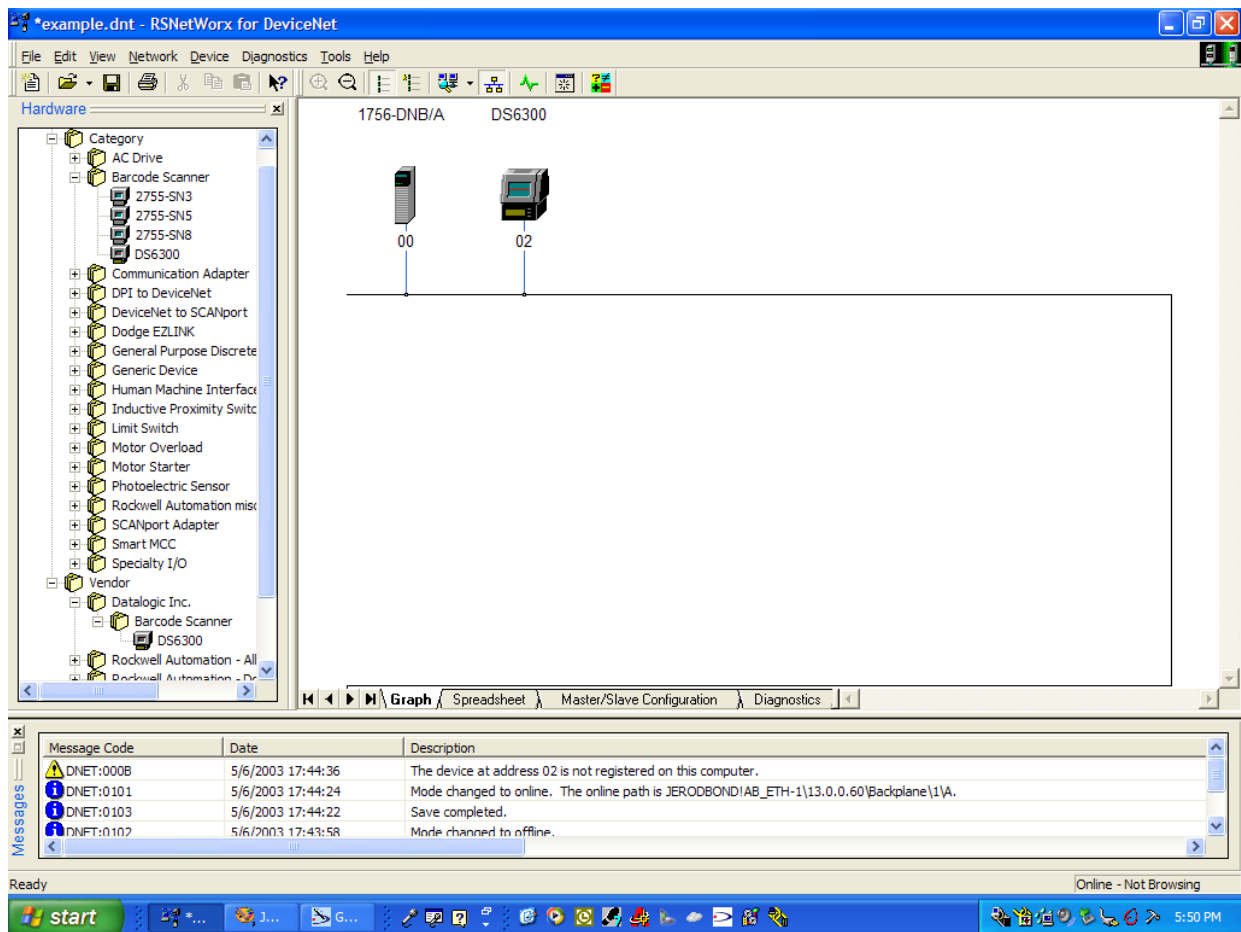 *example.dnt - RSNetWorx for DeviceNet
File Edit View Network Device Diagnostics Tools Help
Hardware
Category
AC Drive
Barcode Scanner
2755-SN3
2755-SN5
2755-SN8
DS6300
Communication Adapter
DPI to DeviceNet
DeviceNet to SCANport
Dodge EZLINK
General Purpose Discrete
Generic Device
Human Machine Interface
Inductive Proximity Switc
Limit Switch
Motor Overload
Motor Starter
Photoelectric Sensor
Rockwell Automation misc
SCANport Adapter
Smart MCC
Specialty I/O
Vendor
Datalogic Inc.
Barcode Scanner
DS6300
Rockwell Automation - All
Rockwell Automation - Do
1756-DNB/A DS6300
00 02
Graph Spreadsheet Master/Slave Configuration Diagnostics
Messages
Message Code Date Description
DNET:000B 5/6/2003 17:44:36 The device at address 02 is not registered on this computer.
DNET:0101 5/6/2003 17:44:24 Mode changed to online. The online path is JERODBOND!AB_ETH-1\13.0.0.60\Backplane\1\A.
DNET:0103 5/6/2003 17:44:22 Save completed.
DNET:0102 5/6/2003 17:43:58 Mode changed to offline.
Ready Online - Not Browsing
start *... J... G... 5:50 PM